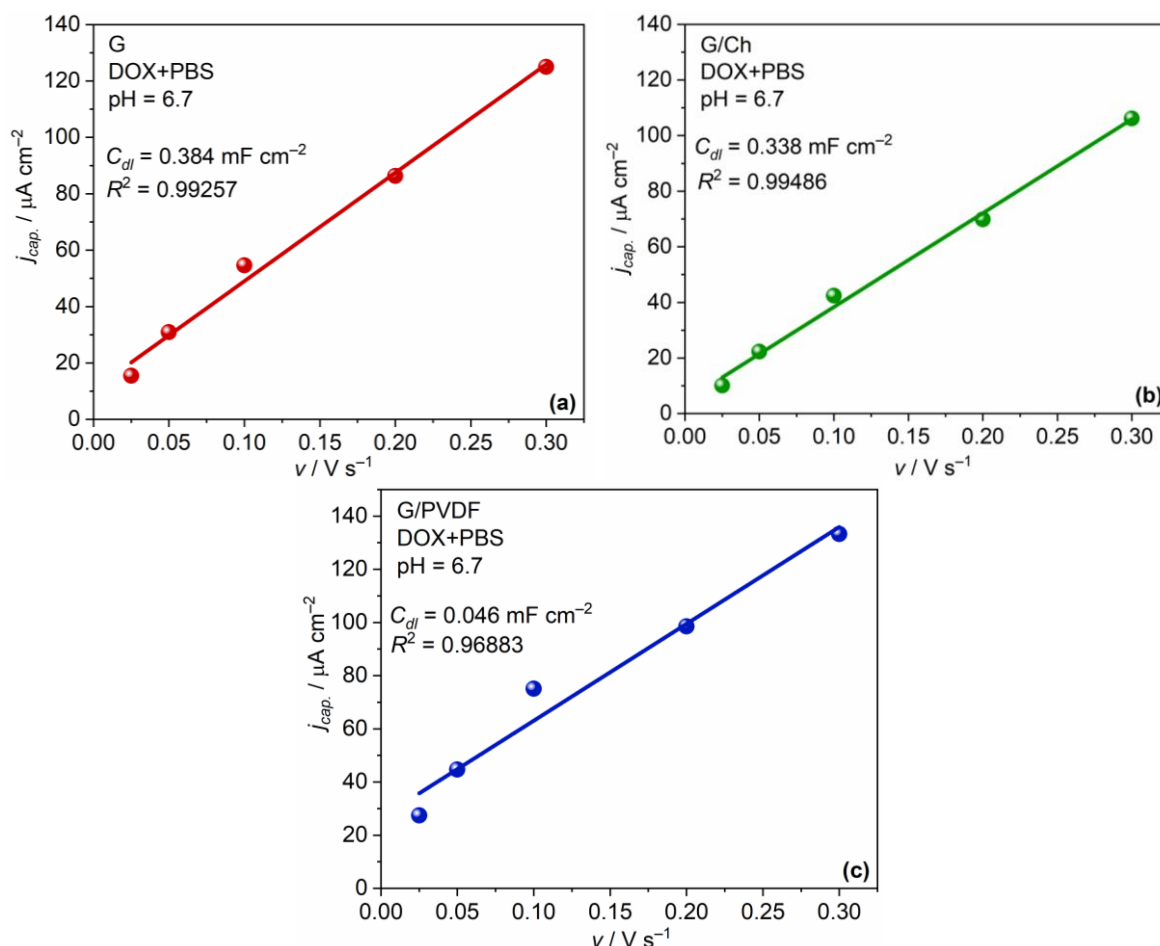 G
DOX+PBS
pH = 6.7
C_dl = 0.384 mF cm⁻²
R² = 0.99257
j_cap. / μA cm⁻²
140
120
100
80
60
40
20
0
0.00 0.05 0.10 0.15 0.20 0.25 0.30
ν / V s⁻¹
(a)
G/Ch
DOX+PBS
pH = 6.7
C_dl = 0.338 mF cm⁻²
R² = 0.99486
j_cap. / μA cm⁻²
140
120
100
80
60
40
20
0
0.00 0.05 0.10 0.15 0.20 0.25 0.30
ν / V s⁻¹
(b)
G/PVDF
DOX+PBS
pH = 6.7
C_dl = 0.046 mF cm⁻²
R² = 0.96883
j_cap. / μA cm⁻²
140
120
100
80
60
40
20
0
0.00 0.05 0.10 0.15 0.20 0.25 0.30
ν / V s⁻¹
(c)